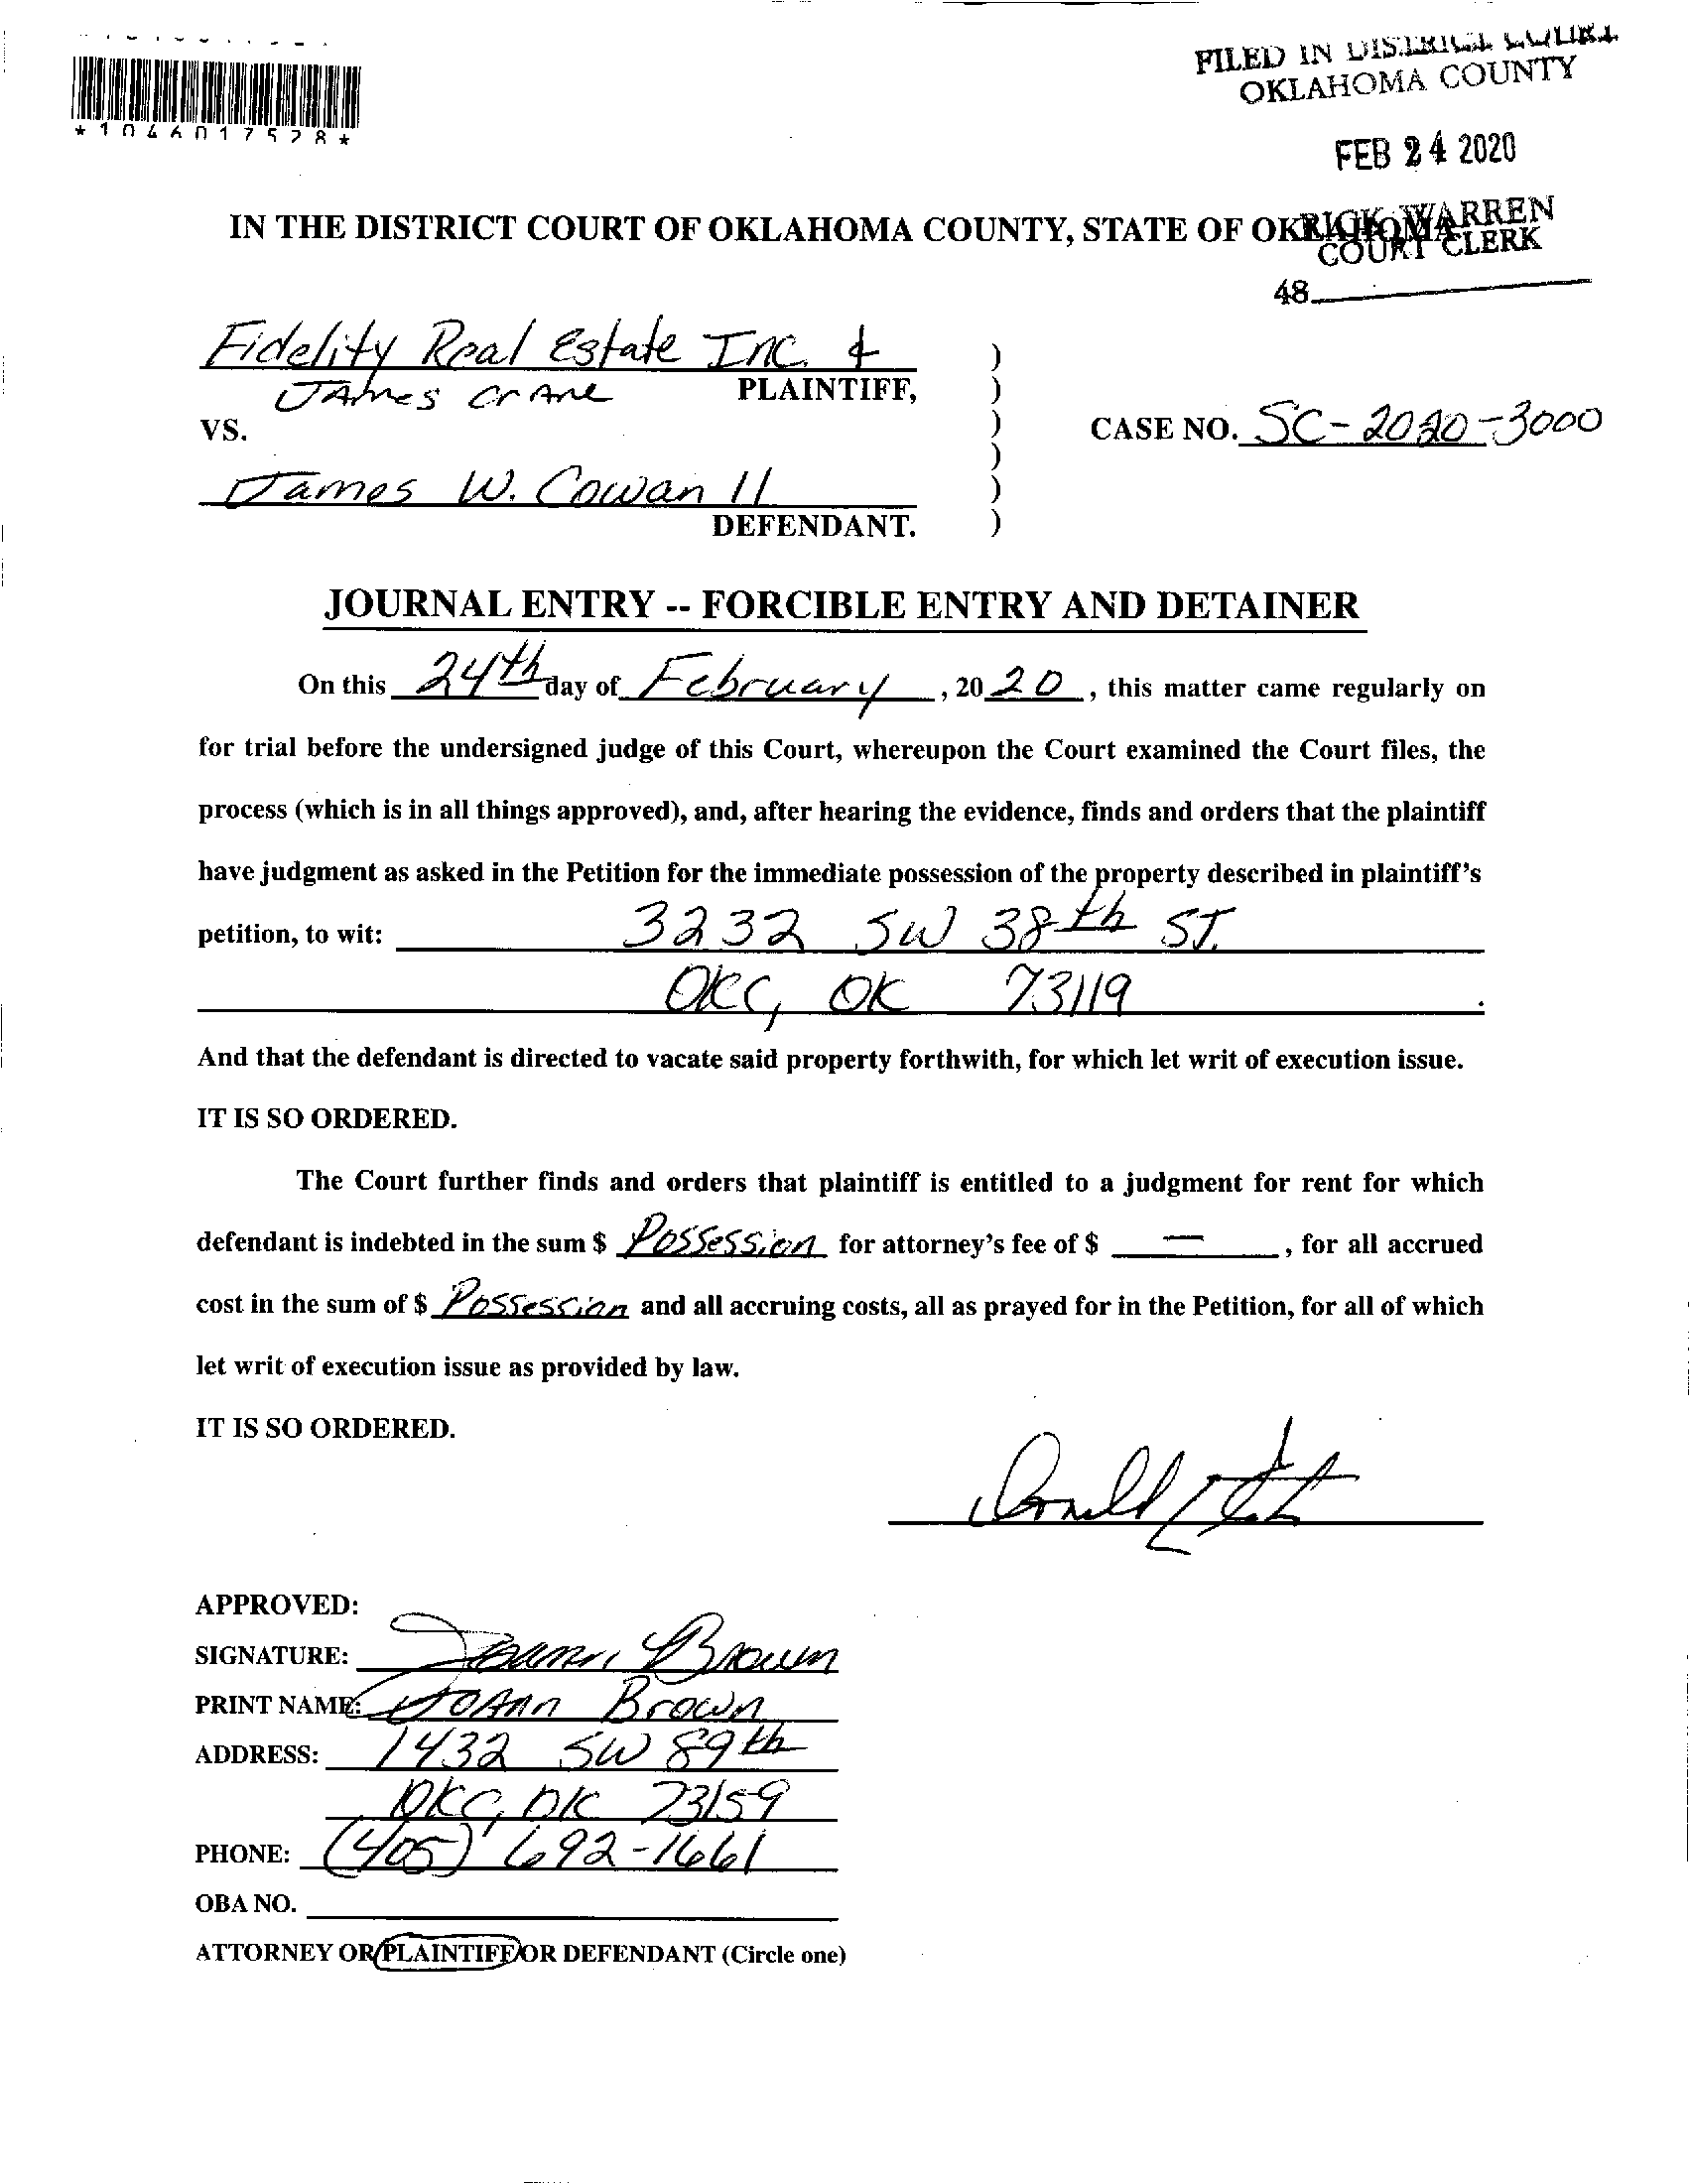 FILED IN DISTRICT COURT
OKLAHOMA COUNTY
*1046017528*
FEB 24 2020
RICK WARREN
COURT CLERK
IN THE DISTRICT COURT OF OKLAHOMA COUNTY, STATE OF OKLAHOMA
48
Fidelity Real Estate Inc. &
James Crane PLAINTIFF,
VS.
CASE NO. SC-2020-3000
James W. Cowan II
DEFENDANT.
JOURNAL ENTRY -- FORCIBLE ENTRY AND DETAINER
On this 24th day of February, 2020, this matter came regularly on
for trial before the undersigned judge of this Court, whereupon the Court examined the Court files, the
process (which is in all things approved), and, after hearing the evidence, finds and orders that the plaintiff
have judgment as asked in the Petition for the immediate possession of the property described in plaintiff's
petition, to wit: 3232 SW 38th ST.
OKC, OK 73119.
And that the defendant is directed to vacate said property forthwith, for which let writ of execution issue.
IT IS SO ORDERED.
The Court further finds and orders that plaintiff is entitled to a judgment for rent for which
defendant is indebted in the sum $ Possession for attorney's fee of $ —, for all accrued
cost in the sum of $ Possession and all accruing costs, all as prayed for in the Petition, for all of which
let writ of execution issue as provided by law.
IT IS SO ORDERED.
APPROVED:
SIGNATURE: Joann Brown
PRINT NAME: JoAnn Brown
ADDRESS: 1432 SW 89th
OKC, OK 73159
PHONE: (405) 692-1661
OBA NO.
ATTORNEY OR PLAINTIFF OR DEFENDANT (Circle one)